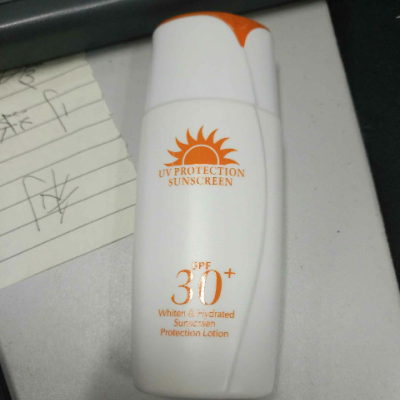 UV PROTECTION
SUNSCREEN
SPF
30+
Whiten & Hydrated
Sunscreen
Protection Lotion